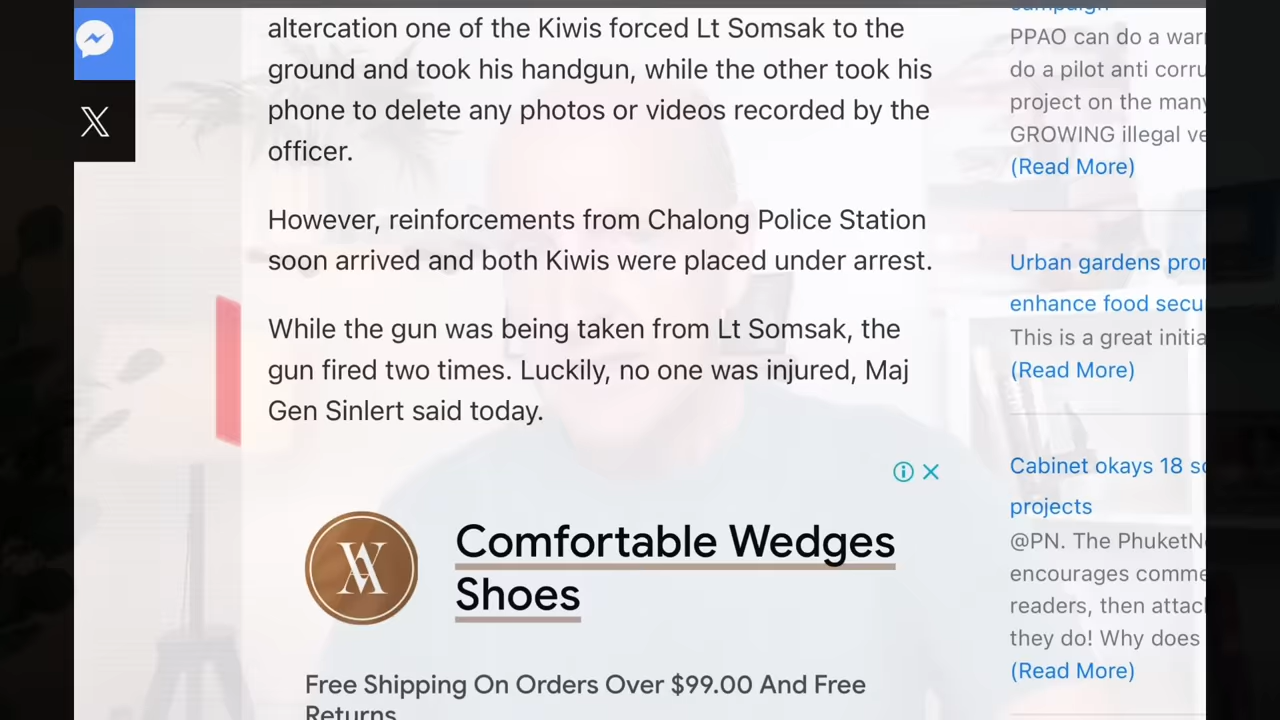 altercation one of the Kiwis forced Lt Somsak to the
ground and took his handgun, while the other took his
phone to delete any photos or videos recorded by the
officer.
However, reinforcements from Chalong Police Station
soon arrived and both Kiwis were placed under arrest.
While the gun was being taken from Lt Somsak, the
gun fired two times. Luckily, no one was injured, Maj
Gen Sinlert said today.
Comfortable Wedges
Shoes
Free Shipping On Orders Over $99.00 And Free
Returns
campaign
PPAO can do a
do a pilot anti
project on the
GROWING illegal
(Read More)
Urban gardens
enhance food
This is a great
(Read More)
Cabinet okays 18
projects
@PN. The
encourages
readers, then
they do! Why does
(Read More)